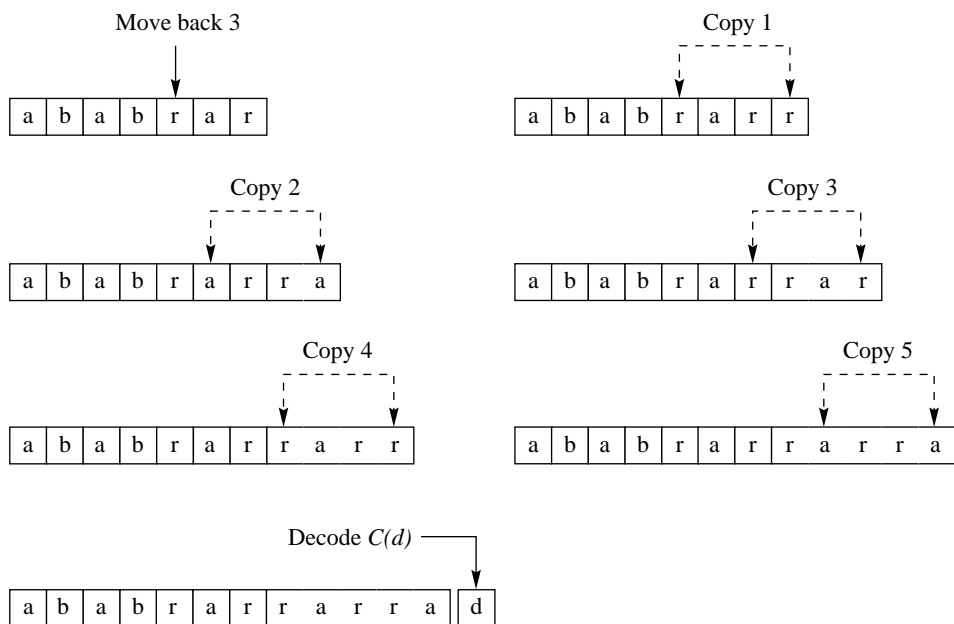 Move back 3
a b a b r a r
Copy 1
a b a b r a r r
Copy 2
a b a b r a r r a
Copy 3
a b a b r a r r a r
Copy 4
a b a b r a r r a r r
Copy 5
a b a b r a r r a r r a
Decode C(d)
a b a b r a r r a r r a d